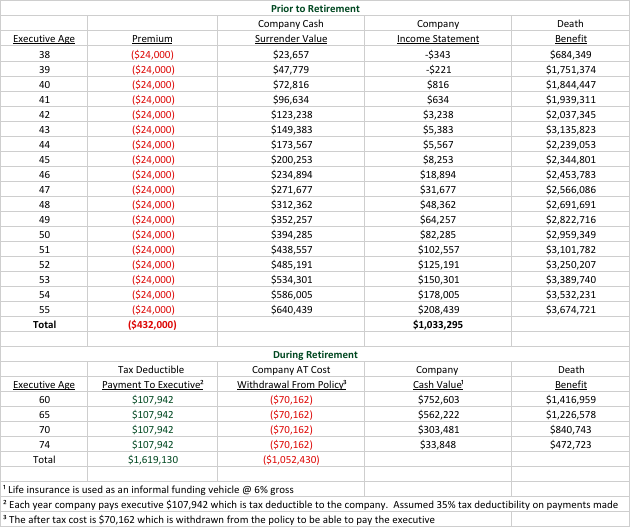 Prior to Retirement
Company Cash Company Death
Executive Age Premium Surrender Value Income Statement Benefit
38 ($24,000) $23,657 -$343 $684,349
39 ($24,000) $47,779 -$221 $1,751,374
40 ($24,000) $72,816 $816 $1,844,447
41 ($24,000) $96,634 $634 $1,939,311
42 ($24,000) $123,238 $3,238 $2,037,345
43 ($24,000) $149,383 $5,383 $3,135,823
44 ($24,000) $173,567 $5,567 $2,239,053
45 ($24,000) $200,253 $8,253 $2,344,801
46 ($24,000) $234,894 $18,894 $2,453,783
47 ($24,000) $271,677 $31,677 $2,566,086
48 ($24,000) $312,362 $48,362 $2,691,691
49 ($24,000) $352,257 $64,257 $2,822,716
50 ($24,000) $394,285 $82,285 $2,959,349
51 ($24,000) $438,557 $102,557 $3,101,782
52 ($24,000) $485,191 $125,191 $3,250,207
53 ($24,000) $534,301 $150,301 $3,389,740
54 ($24,000) $586,005 $178,005 $3,532,231
55 ($24,000) $640,439 $208,439 $3,674,721
Total ($432,000) $1,033,295
During Retirement
Tax Deductible Company AT Cost Company Death
Executive Age Payment To Executive² Withdrawal From Policy³ Cash Value¹ Benefit
60 $107,942 ($70,162) $752,603 $1,416,959
65 $107,942 ($70,162) $562,222 $1,226,578
70 $107,942 ($70,162) $303,481 $840,743
74 $107,942 ($70,162) $33,848 $472,723
Total $1,619,130 ($1,052,430)
¹ Life insurance is used as an informal funding vehicle @ 6% gross
² Each year company pays executive $107,942 which is tax deductible to the company. Assumed 35% tax deductibility on payments made
³ The after tax cost is $70,162 which is withdrawn from the policy to be able to pay the executive